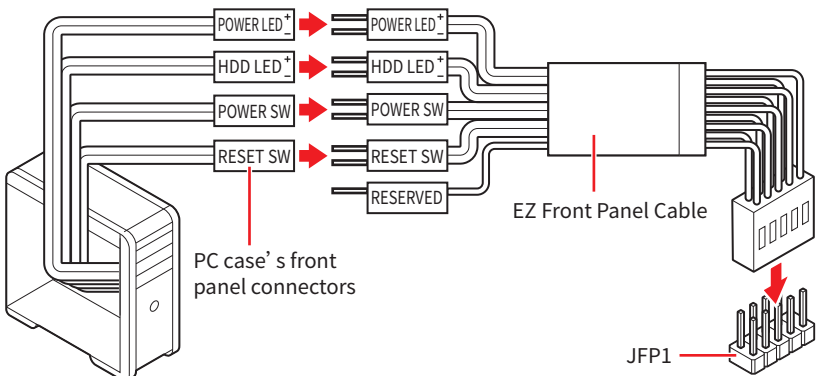 POWER LED + −
POWER LED + −
HDD LED + −
HDD LED + −
POWER SW
POWER SW
RESET SW
RESET SW
RESERVED
EZ Front Panel Cable
PC case’s front
panel connectors
JFP1